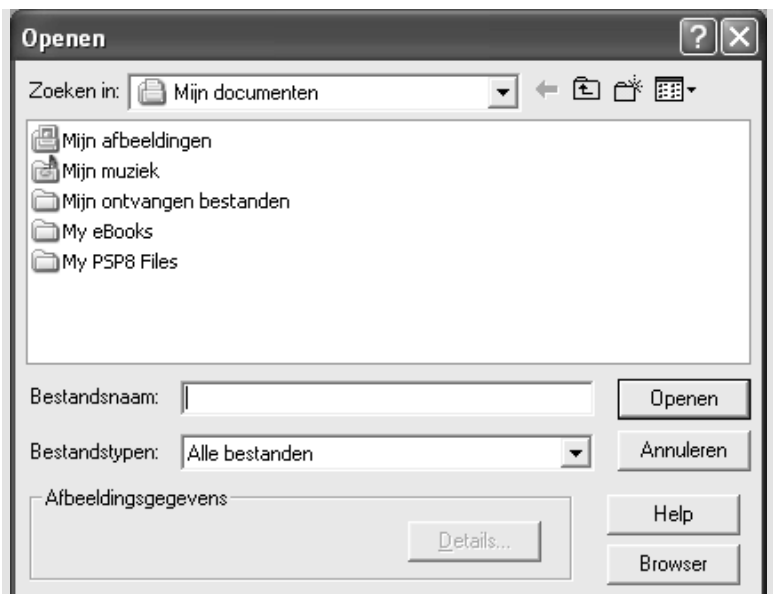 Openen
Zoeken in: Mijn documenten
Mijn afbeeldingen
Mijn muziek
Mijn ontvangen bestanden
My eBooks
My PSP8 Files
Bestandsnaam: Openen
Bestandstypen: Alle bestanden Annuleren
Afbeeldingsgegevens
Help
Details...
Browser